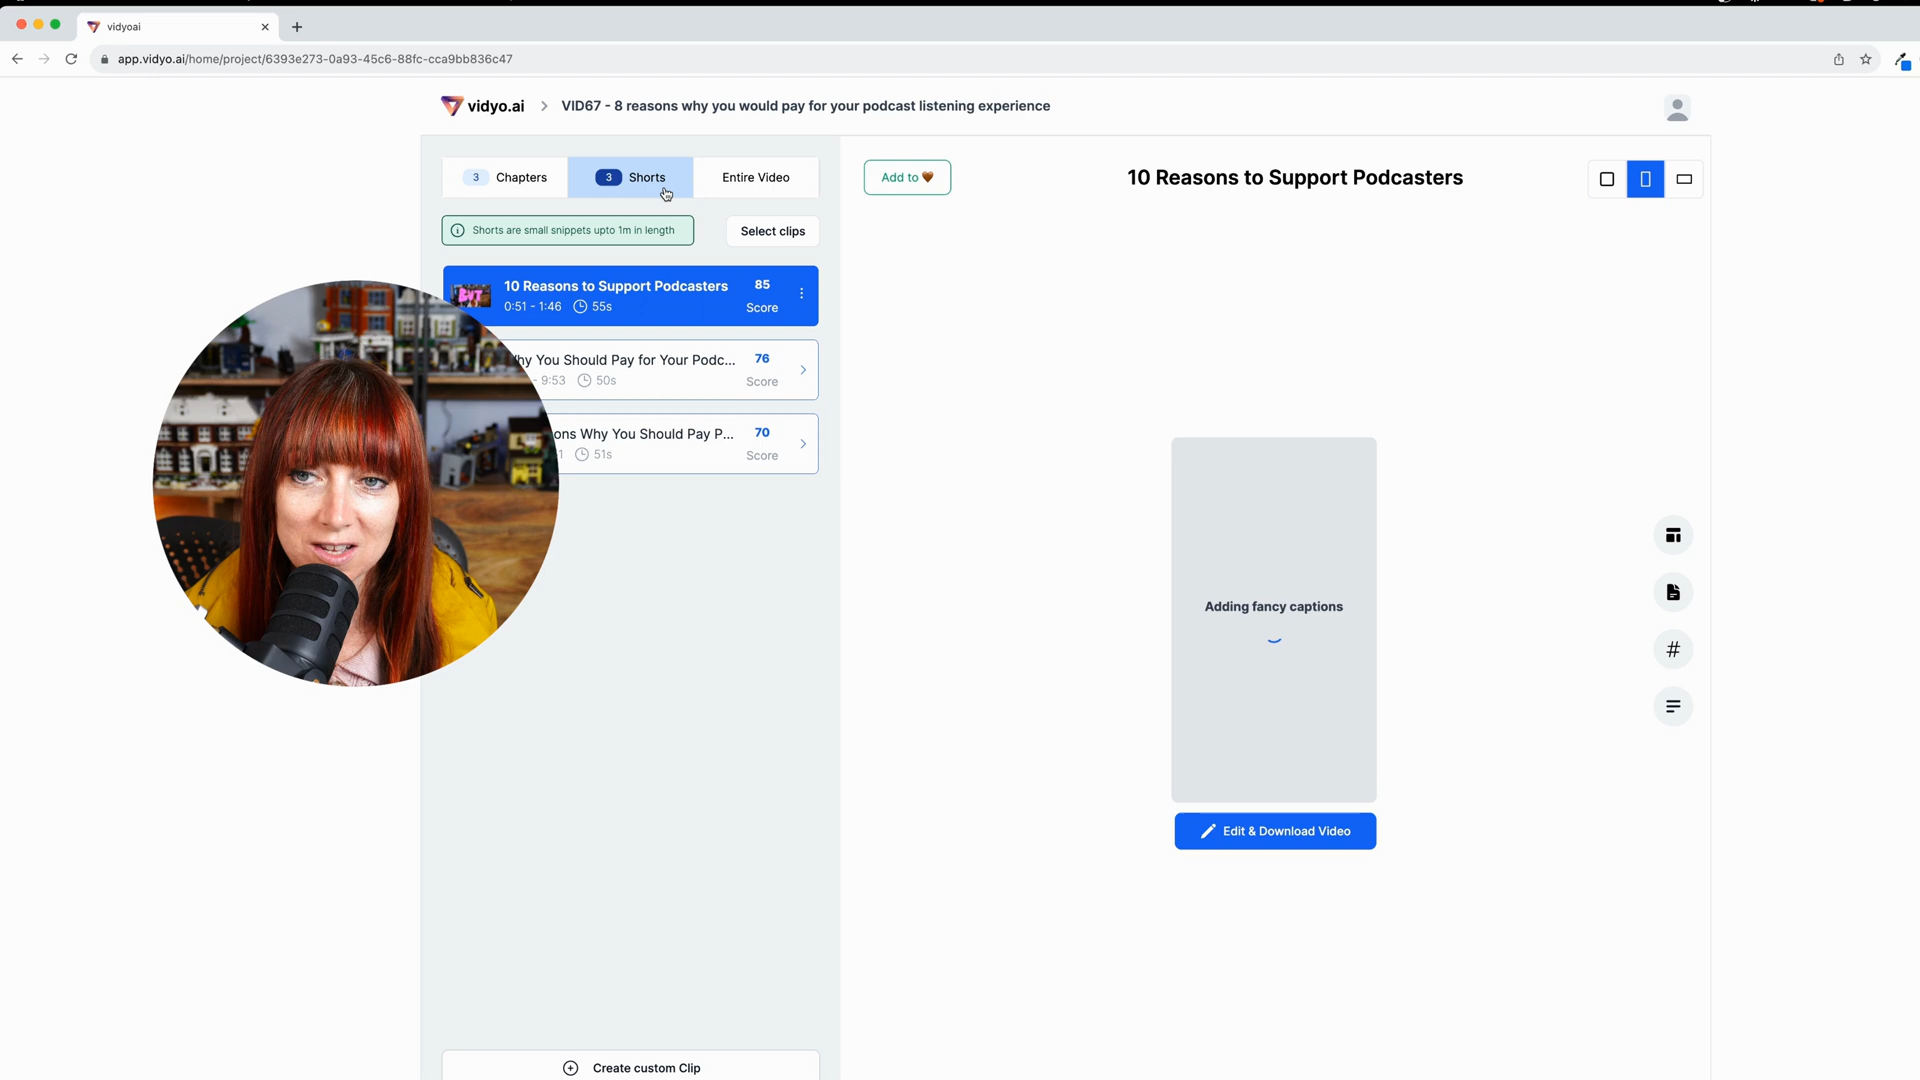 vidyoai
app.vidyo.ai/home/project/6393e273-0a93-45c6-88fc-cca9bb836c47
vidyo.ai
VID67 - 8 reasons why you would pay for your podcast listening experience
3 Chapters
3 Shorts
Entire Video
Shorts are small snippets upto 1m in length
Select clips
BUT
10 Reasons to Support Podcasters
0:51 - 1:46 55s
85
Score
You Should Pay for Your Podc...
- 9:53 50s
76
Score
Why You Should Pay P...
51s
70
Score
Create custom Clip
Add to
10 Reasons to Support Podcasters
Adding fancy captions
Edit & Download Video
#